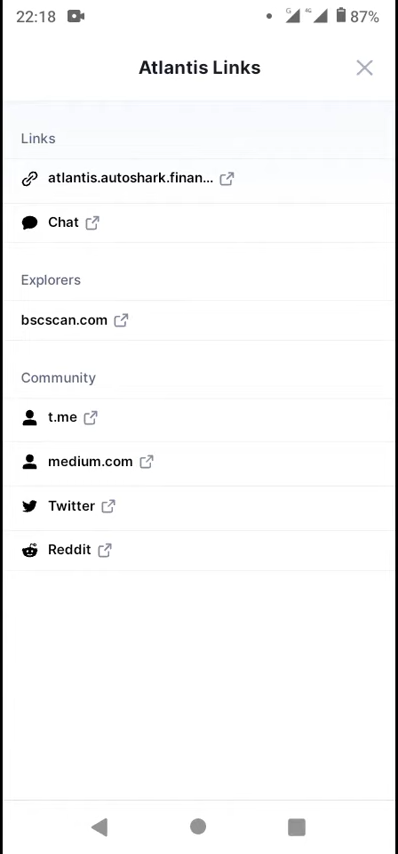 22:18 G 4G 87%
Atlantis Links
Links
atlantis.autoshark.finan...
Chat
Explorers
bscscan.com
Community
t.me
medium.com
Twitter
Reddit